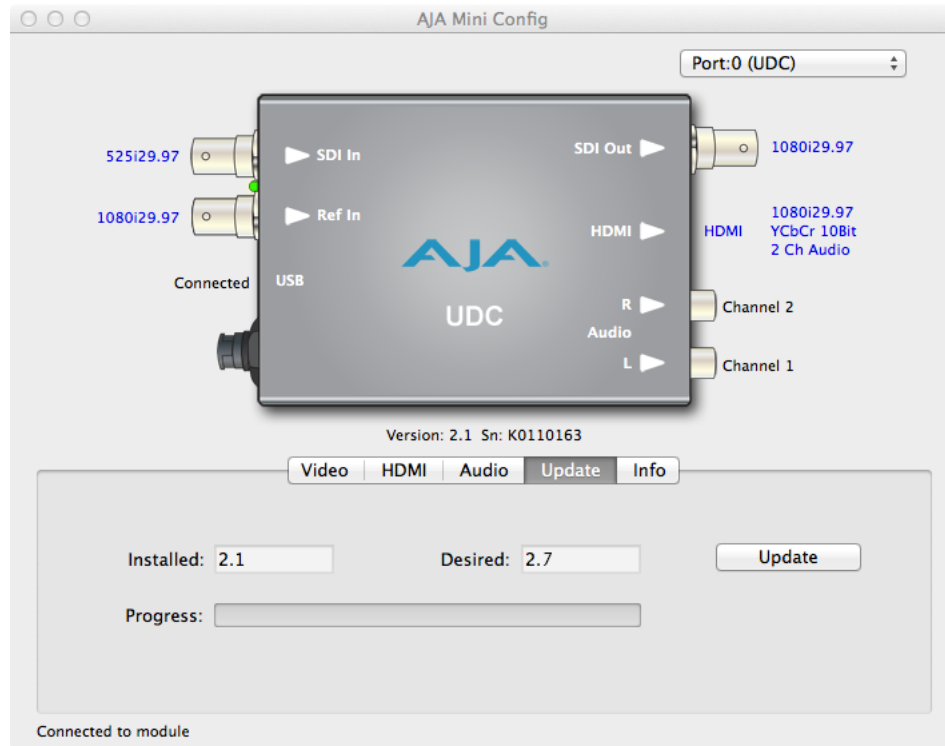 AJA Mini Config
Port:0 (UDC)
525i29.97
SDI In
SDI Out
1080i29.97
1080i29.97
Ref In
HDMI
HDMI
1080i29.97
YCbCr 10Bit
2 Ch Audio
AJA
Connected
USB
UDC
R
Channel 2
Audio
L
Channel 1
Version: 2.1 Sn: K0110163
Video HDMI Audio Update Info
Installed: 2.1 Desired: 2.7 Update
Progress:
Connected to module